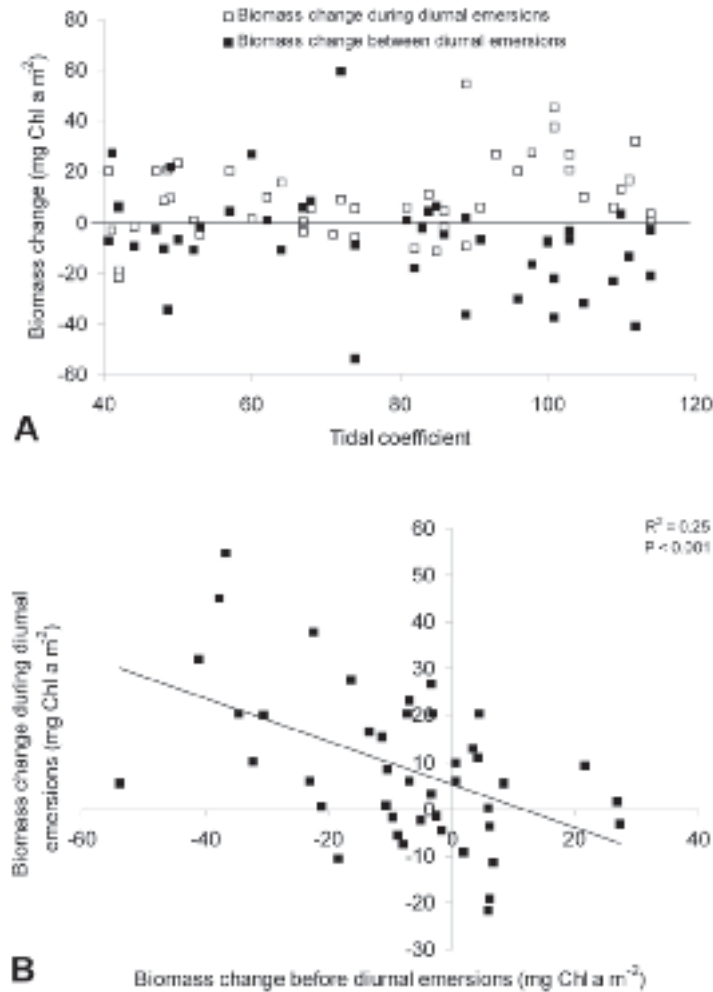 80
60
40
20
0
-20
-40
-60
Biomass change (mg Chl a m-2)
□ Biomass change during diurnal emersions
■ Biomass change between diurnal emersions
40 60 80 100 120
Tidal coefficient
A
60
50
40
30
20
10
0
-10
-20
-30
R2 = 0.25
P < 0.001
Biomass change during diurnal
emersions (mg Chl a m-2)
-60 -40 -20 0 20 40
B
Biomass change before diurnal emersions (mg Chl a m-2)